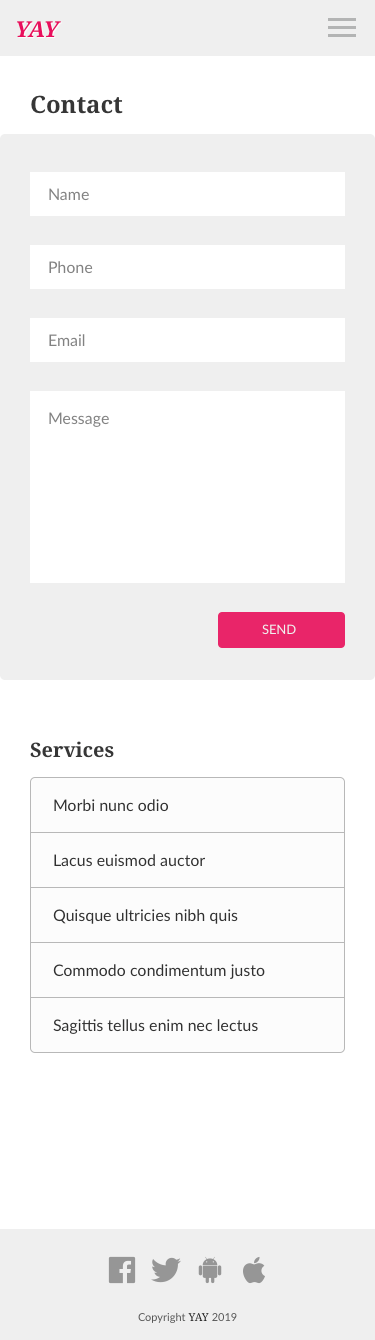 YAY
Contact
Name
Phone
Email
Message
SEND
Services
Morbi nunc odio
Lacus euismod auctor
Quisque ultricies nibh quis
Commodo condimentum justo
Sagittis tellus enim nec lectus
Copyright YAY 2019